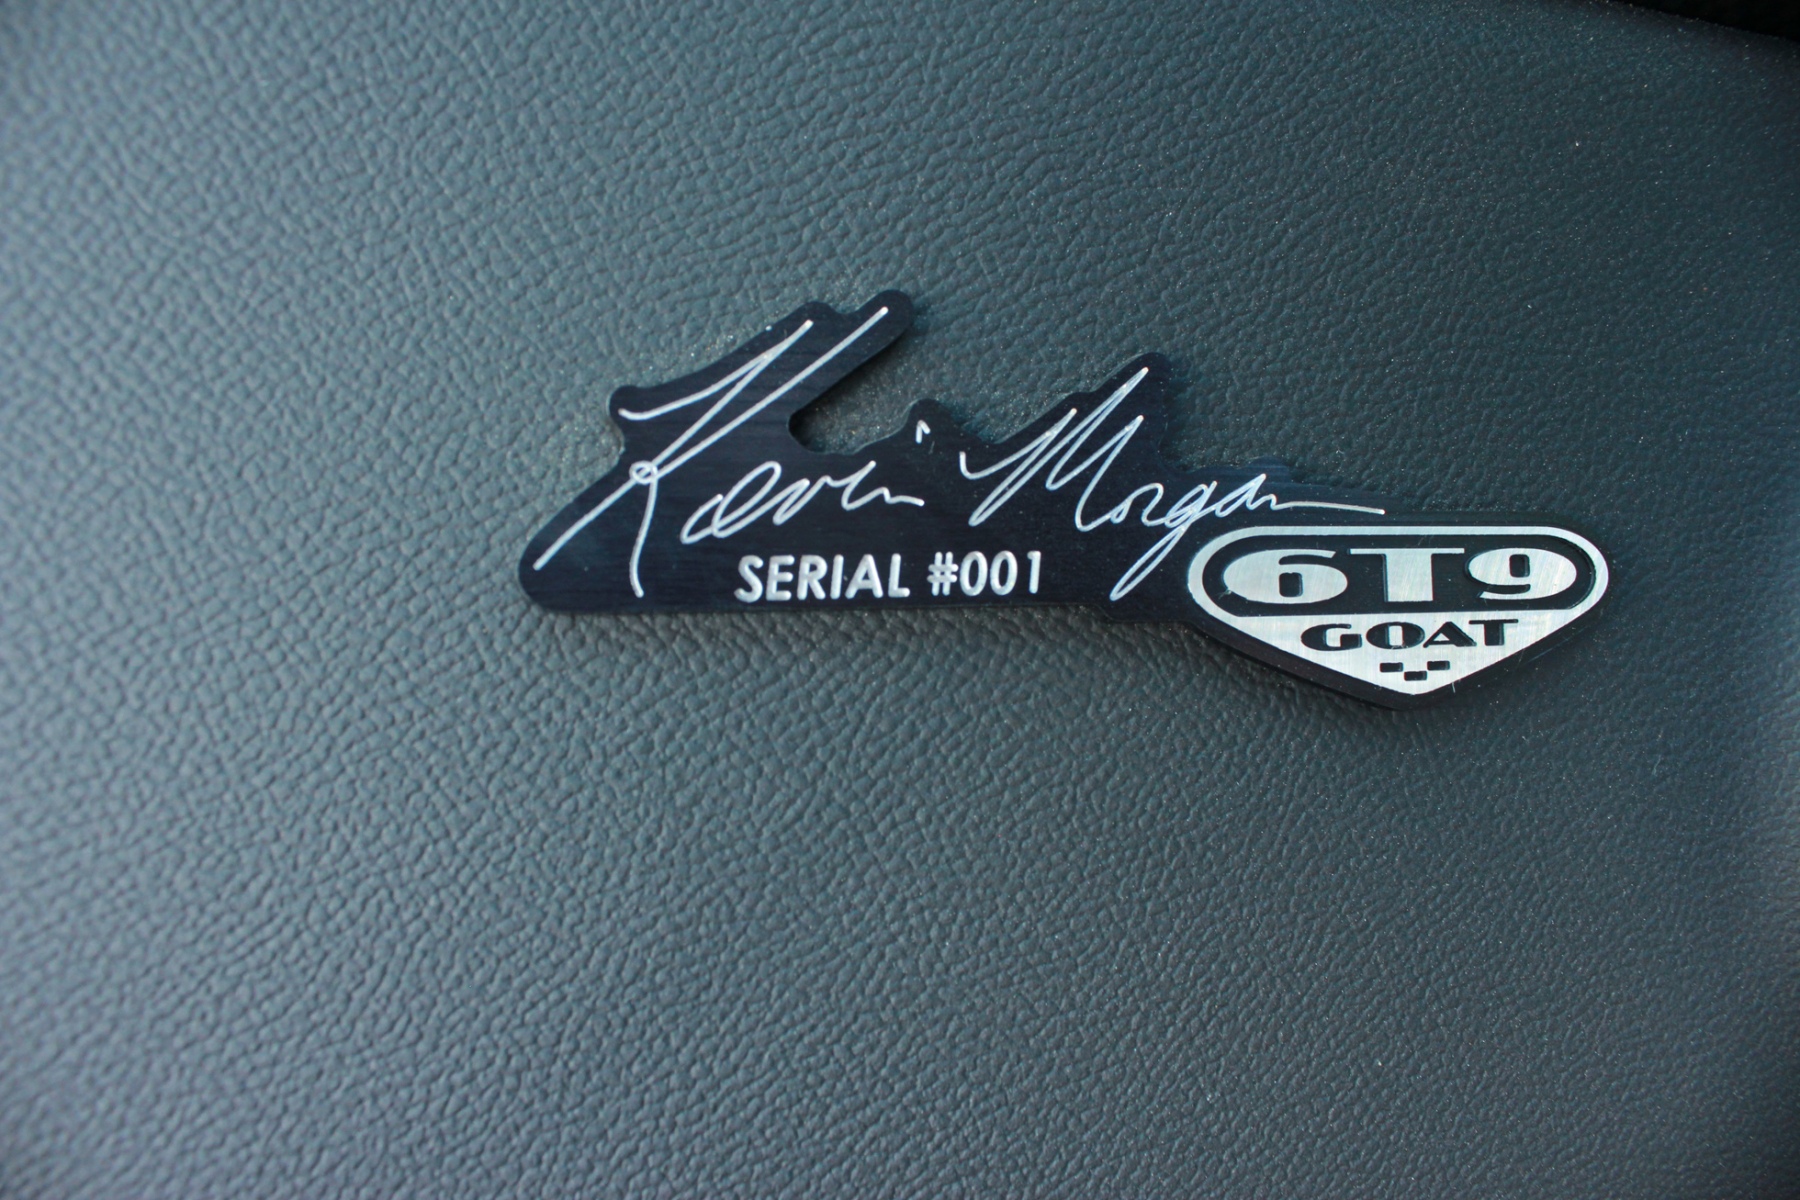 Kevin Morgan
SERIAL #001
6T9
GOAT